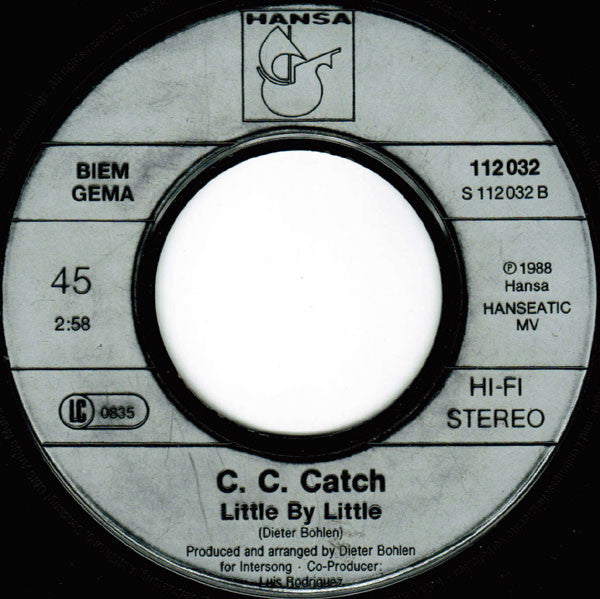 HANSA
BIEM
GEMA
112 032
S 112 032 B
45
2:58
℗ 1988
Hansa
HANSEATIC
MV
LC 0835
HI-FI
STEREO
C. C. Catch
Little By Little
(Dieter Bohlen)
Produced and arranged by Dieter Bohlen
for Intersong · Co-Producer:
Luis Rodriguez